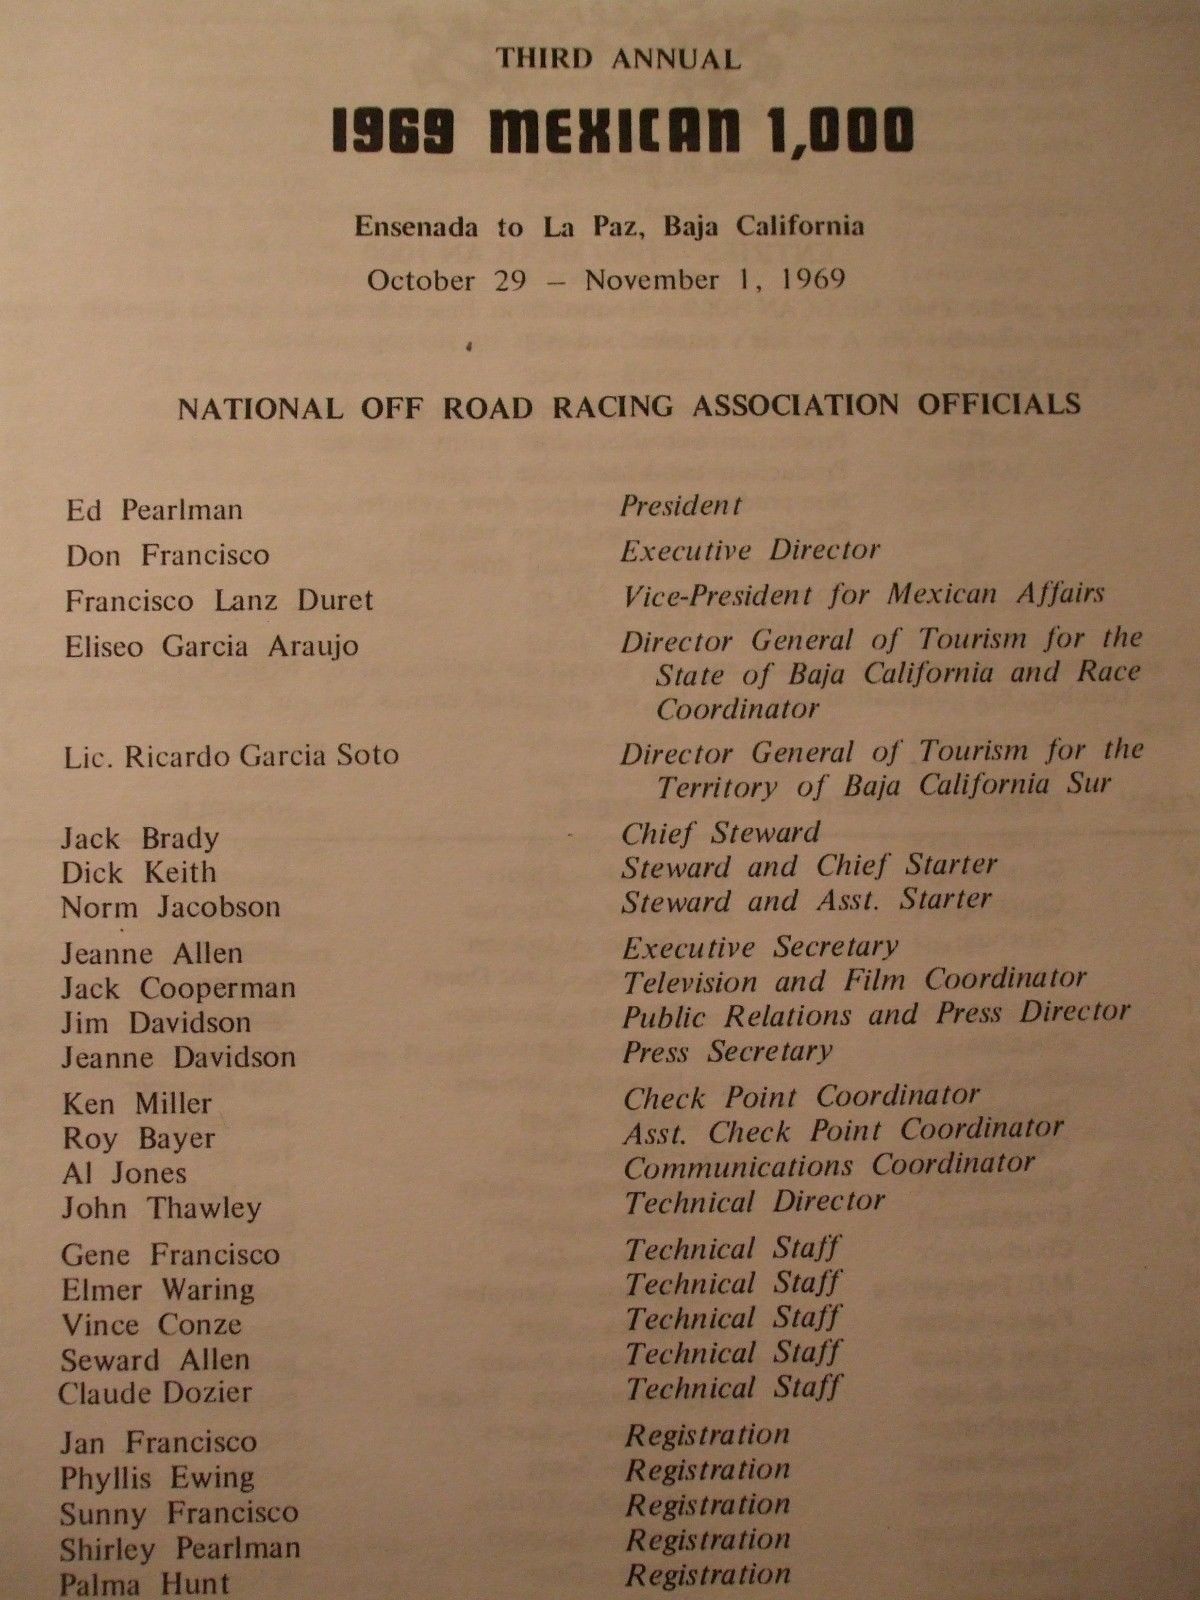 THIRD ANNUAL
1969 MEXICAN 1,000
Ensenada to La Paz, Baja California
October 29 – November 1, 1969
NATIONAL OFF ROAD RACING ASSOCIATION OFFICIALS
Ed Pearlman President
Don Francisco Executive Director
Francisco Lanz Duret Vice-President for Mexican Affairs
Eliseo Garcia Araujo Director General of Tourism for the
State of Baja California and Race
Coordinator
Lic. Ricardo Garcia Soto Director General of Tourism for the
Territory of Baja California Sur
Jack Brady Chief Steward
Dick Keith Steward and Chief Starter
Norm Jacobson Steward and Asst. Starter
Jeanne Allen Executive Secretary
Jack Cooperman Television and Film Coordinator
Jim Davidson Public Relations and Press Director
Jeanne Davidson Press Secretary
Ken Miller Check Point Coordinator
Roy Bayer Asst. Check Point Coordinator
Al Jones Communications Coordinator
John Thawley Technical Director
Gene Francisco Technical Staff
Elmer Waring Technical Staff
Vince Conze Technical Staff
Seward Allen Technical Staff
Claude Dozier Technical Staff
Jan Francisco Registration
Phyllis Ewing Registration
Sunny Francisco Registration
Shirley Pearlman Registration
Palma Hunt Registration